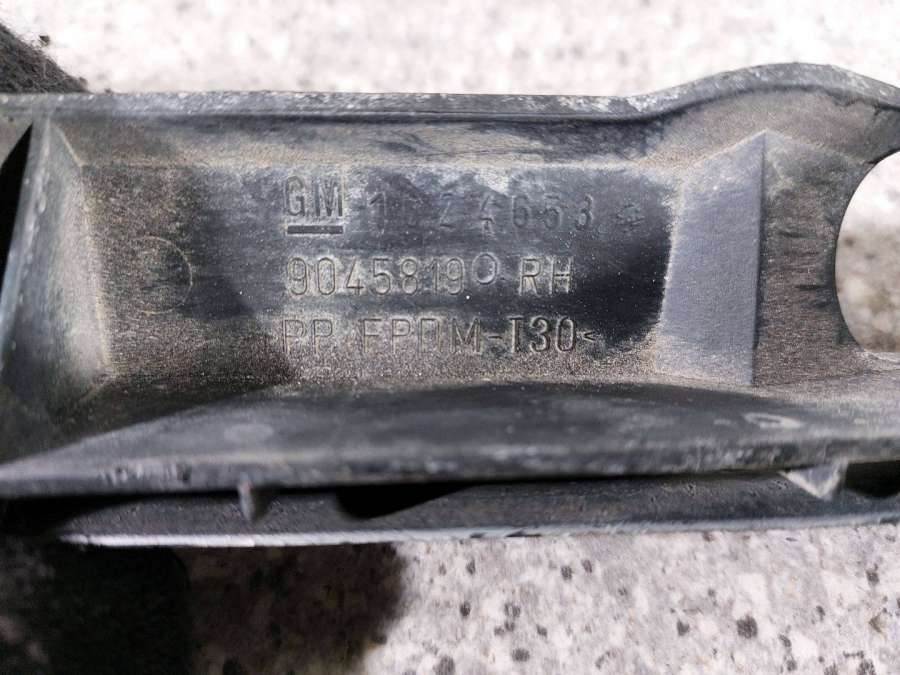 GM
90458190 RH
PP EPDM-T30<